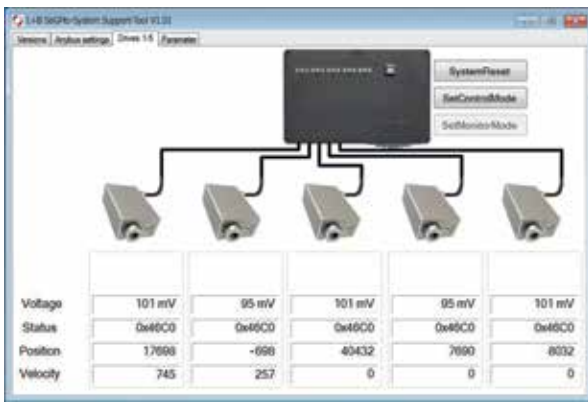 System Support Tool V1.01
Versions Anybus settings Drives 1-5 Parameter
SystemReset
SetControlMode
SetMonitorMode
Voltage 101 mV 95 mV 101 mV 95 mV 101 mV
Status 0x46C0 0x46C0 0x46C0 0x46C0 0x46C0
Position 17698 -698 40432 7690 8032
Velocity 745 257 0 0 0